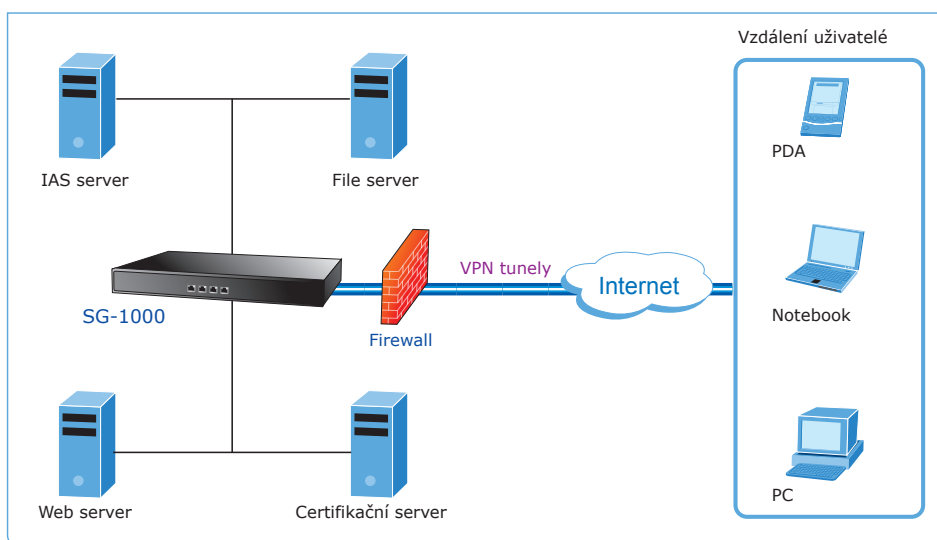 Vzdálení uživatelé
IAS server
File server
PDA
SG-1000
Firewall
VPN tunely
Internet
Notebook
Web server
Certifikační server
PC